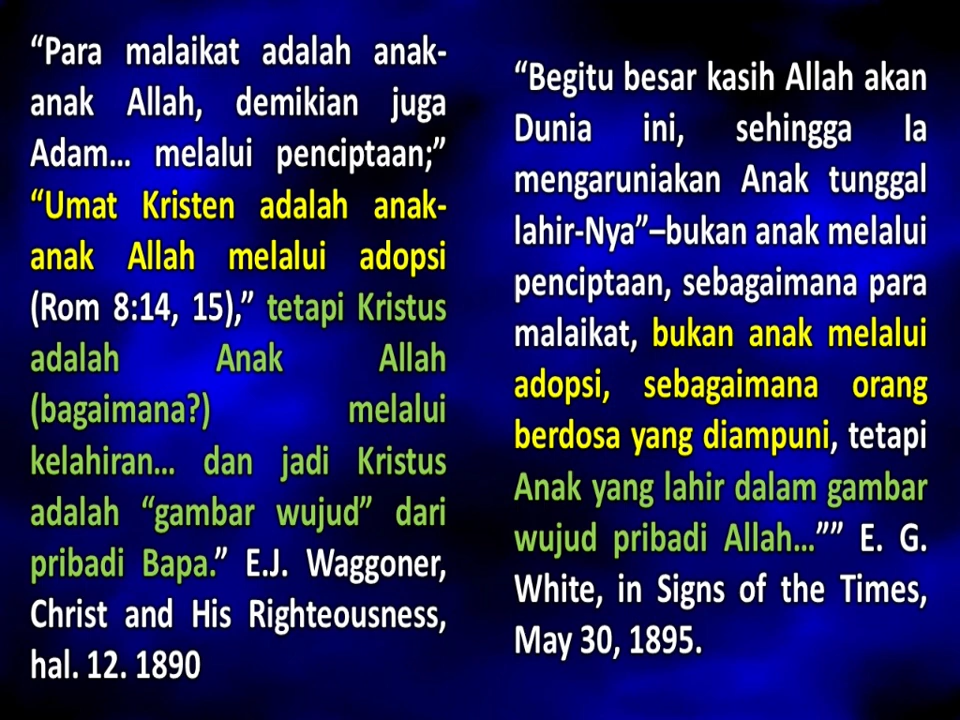 “Para malaikat adalah anak-
anak Allah, demikian juga
Adam... melalui penciptaan;”
“Umat Kristen adalah anak-
anak Allah melalui adopsi
(Rom 8:14, 15),” tetapi Kristus
adalah Anak Allah
(bagaimana?) melalui
kelahiran... dan jadi Kristus
adalah “gambar wujud” dari
pribadi Bapa.” E.J. Waggoner,
Christ and His Righteousness,
hal. 12. 1890
“Begitu besar kasih Allah akan
Dunia ini, sehingga Ia
mengaruniakan Anak tunggal
lahir-Nya”–bukan anak melalui
penciptaan, sebagaimana para
malaikat, bukan anak melalui
adopsi, sebagaimana orang
berdosa yang diampuni, tetapi
Anak yang lahir dalam gambar
wujud pribadi Allah...”” E. G.
White, in Signs of the Times,
May 30, 1895.